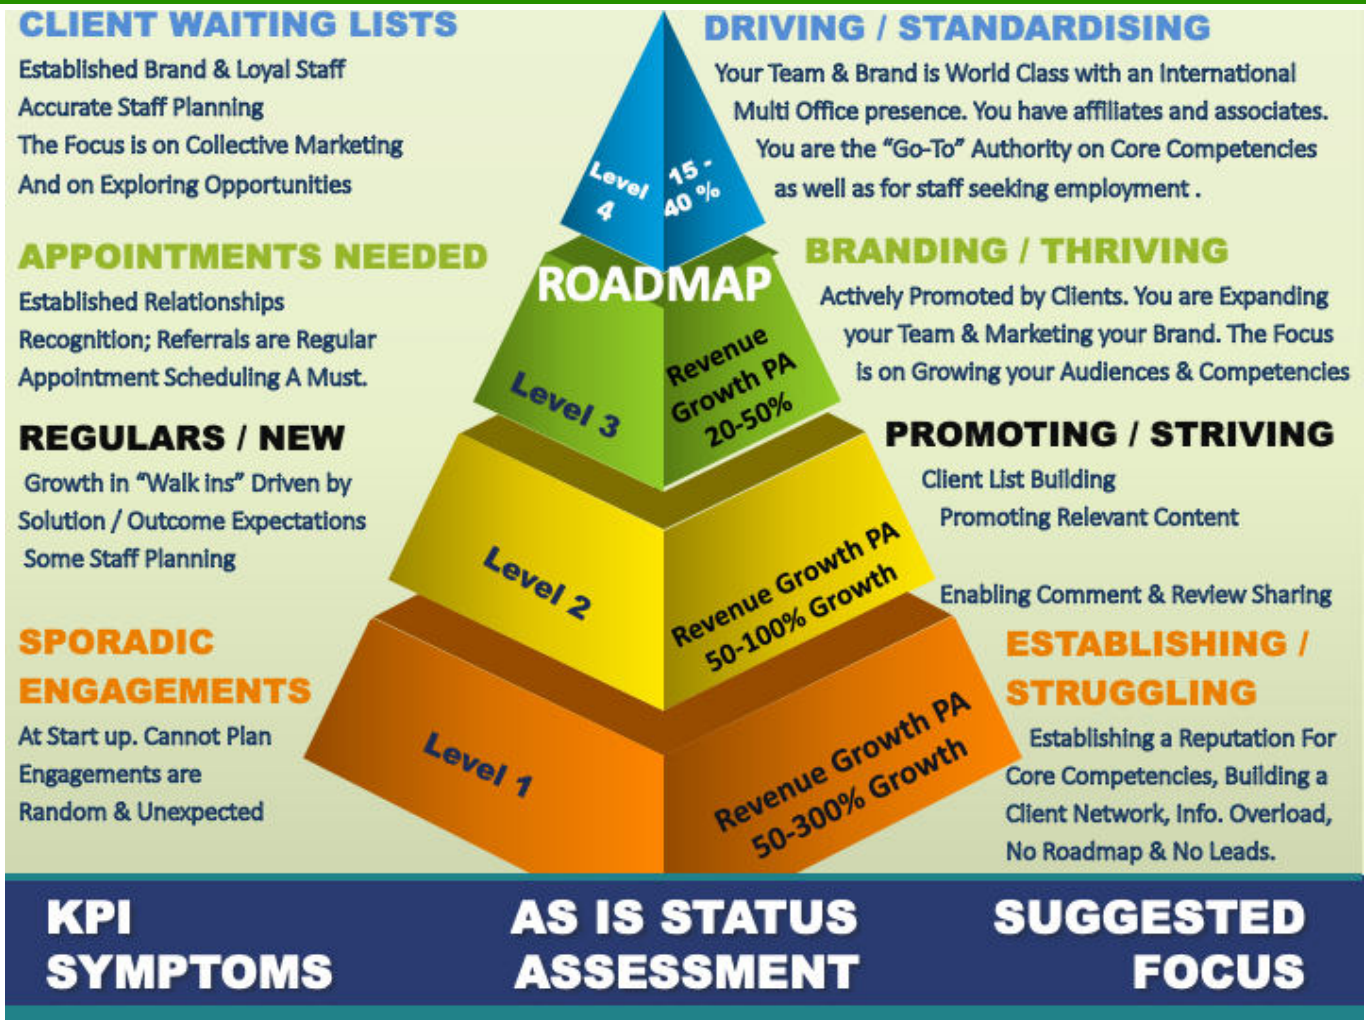 CLIENT WAITING LISTS
Established Brand & Loyal Staff
Accurate Staff Planning
The Focus is on Collective Marketing
And on Exploring Opportunities
DRIVING / STANDARDISING
Your Team & Brand is World Class with an International
Multi Office presence. You have affiliates and associates.
You are the “Go-To” Authority on Core Competencies
as well as for staff seeking employment .
Level
4
15 -
40 %
APPOINTMENTS NEEDED
Established Relationships
Recognition; Referrals are Regular
Appointment Scheduling A Must.
ROADMAP
Level 3
Revenue
Growth PA
20-50%
BRANDING / THRIVING
Actively Promoted by Clients. You are Expanding
your Team & Marketing your Brand. The Focus
is on Growing your Audiences & Competencies
REGULARS / NEW
Growth in “Walk ins” Driven by
Solution / Outcome Expectations
Some Staff Planning
Level 2
Revenue Growth PA
50-100% Growth
PROMOTING / STRIVING
Client List Building
Promoting Relevant Content
Enabling Comment & Review Sharing
SPORADIC
ENGAGEMENTS
At Start up. Cannot Plan
Engagements are
Random & Unexpected
Level 1
Revenue Growth PA
50-300% Growth
ESTABLISHING /
STRUGGLING
Establishing a Reputation For
Core Competencies, Building a
Client Network, Info. Overload,
No Roadmap & No Leads.
KPI
SYMPTOMS
AS IS STATUS
ASSESSMENT
SUGGESTED
FOCUS